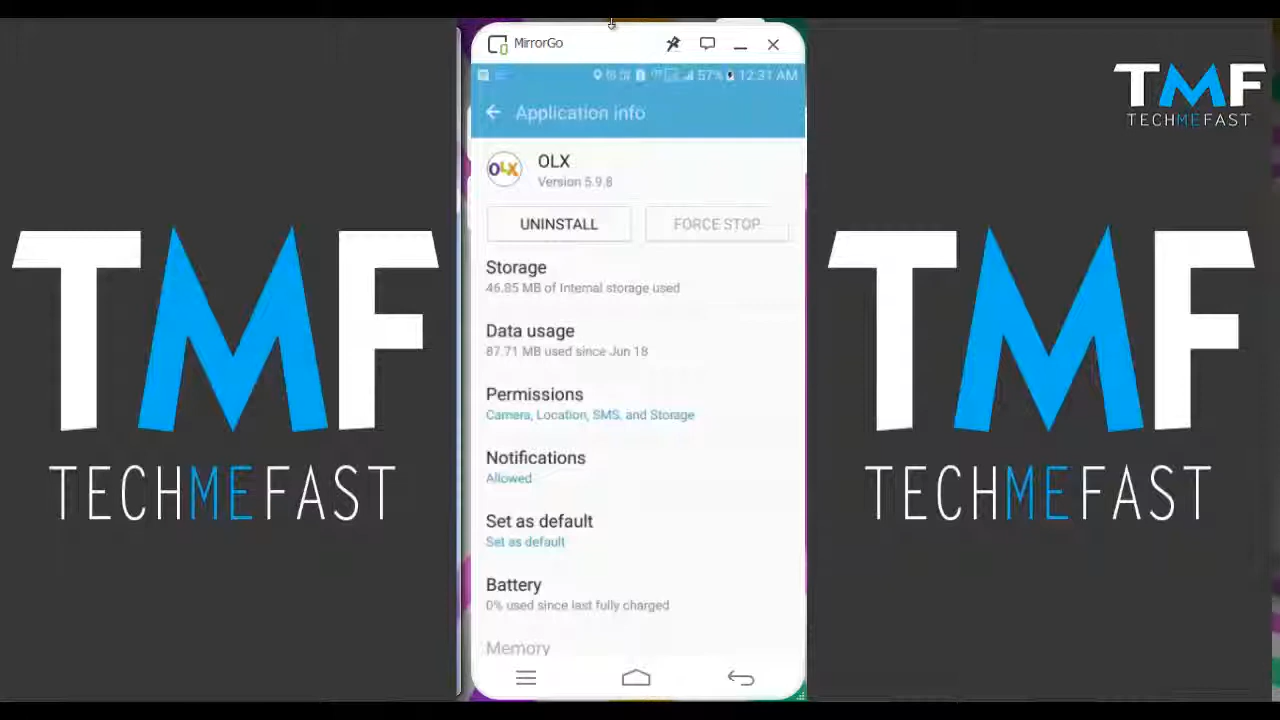 MirrorGo
57% 12:31 AM
Application info
OLX
OLX
Version 5.9.8
UNINSTALL
FORCE STOP
Storage
46.85 MB of Internal storage used
Data usage
87.71 MB used since Jun 18
Permissions
Camera, Location, SMS, and Storage
Notifications
Allowed
Set as default
Set as default
Battery
0% used since last fully charged
Memory
TMF
TECHMEFAST
TMF
TECHMEFAST
TMF
TECHMEFAST